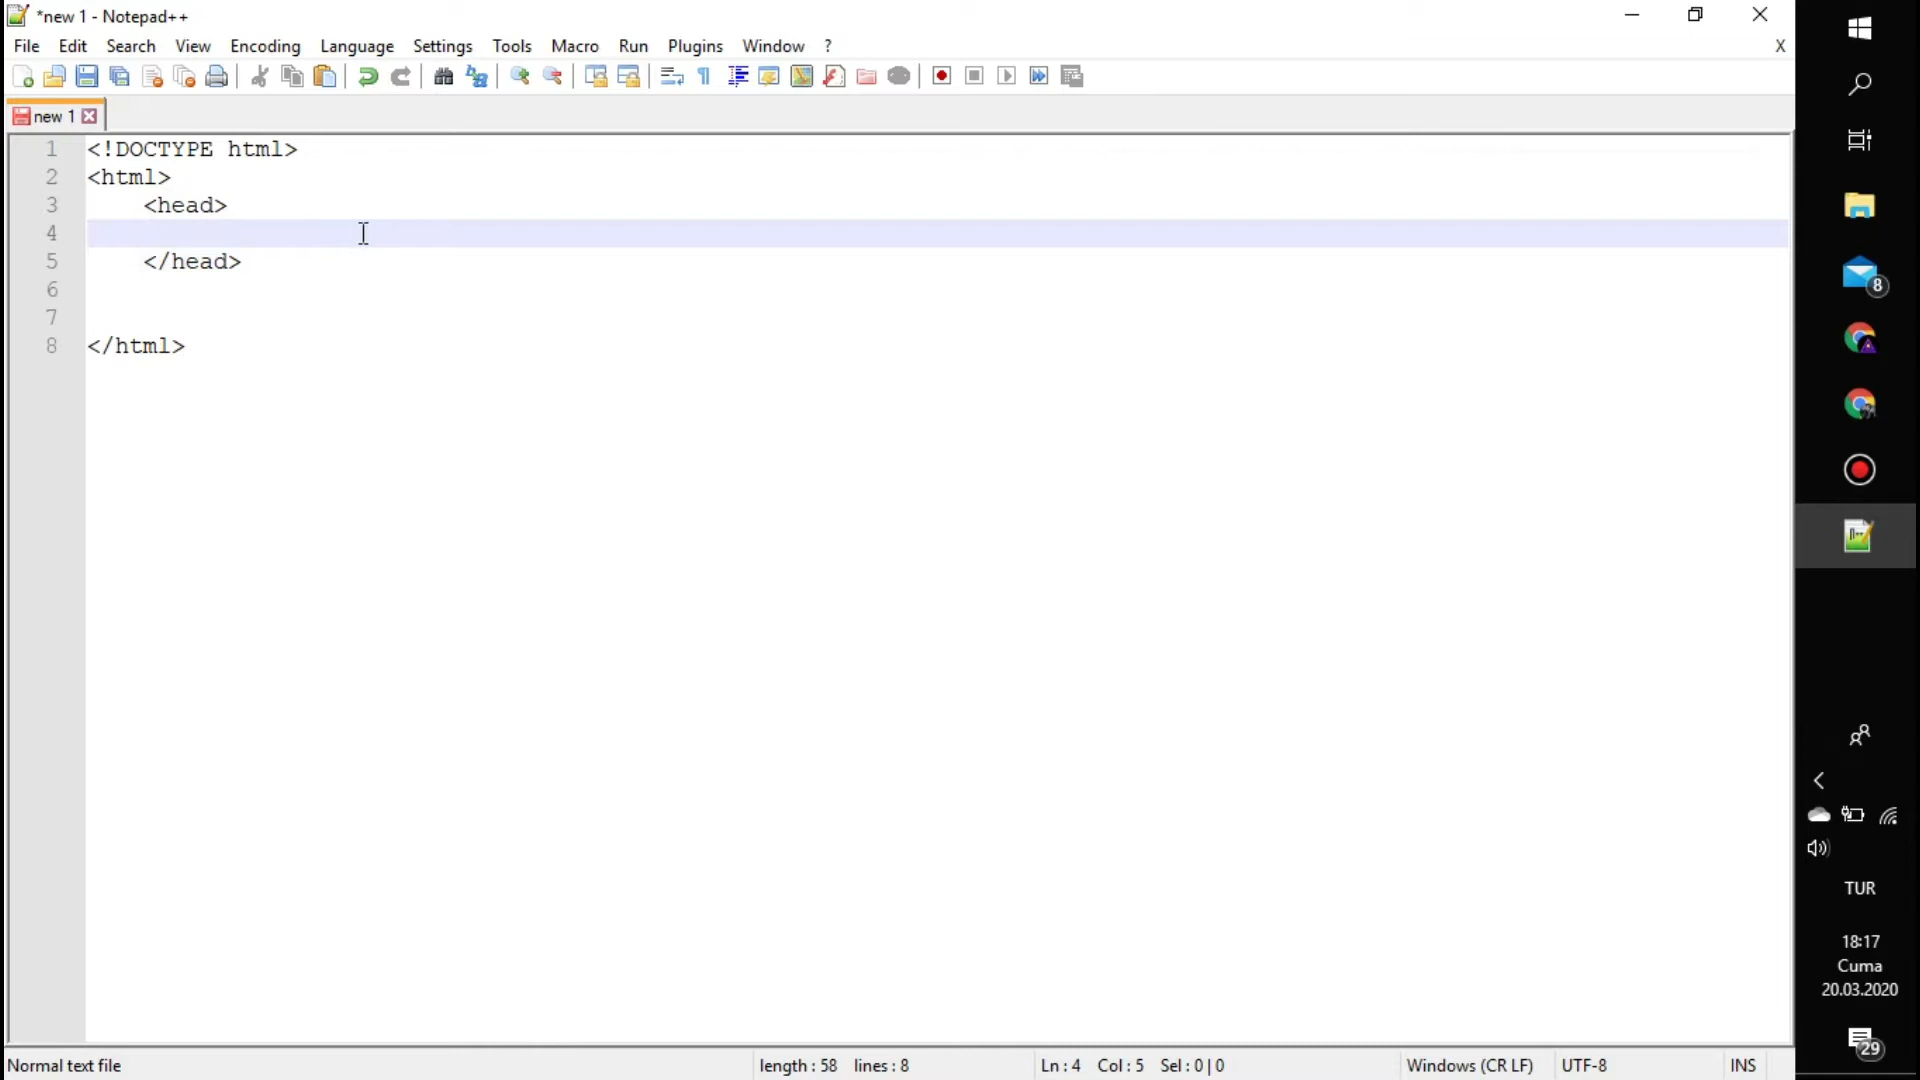 *new 1 - Notepad++
File Edit Search View Encoding Language Settings Tools Macro Run Plugins Window ? X
new 1
1 <!DOCTYPE html>
2 <html>
3 <head>
4
5 </head>
6
7
8 </html>
8
TUR
18:17
Cuma
20.03.2020
29
Normal text file length : 58 lines : 8 Ln : 4 Col : 5 Sel : 0 | 0 Windows (CR LF) UTF-8 INS